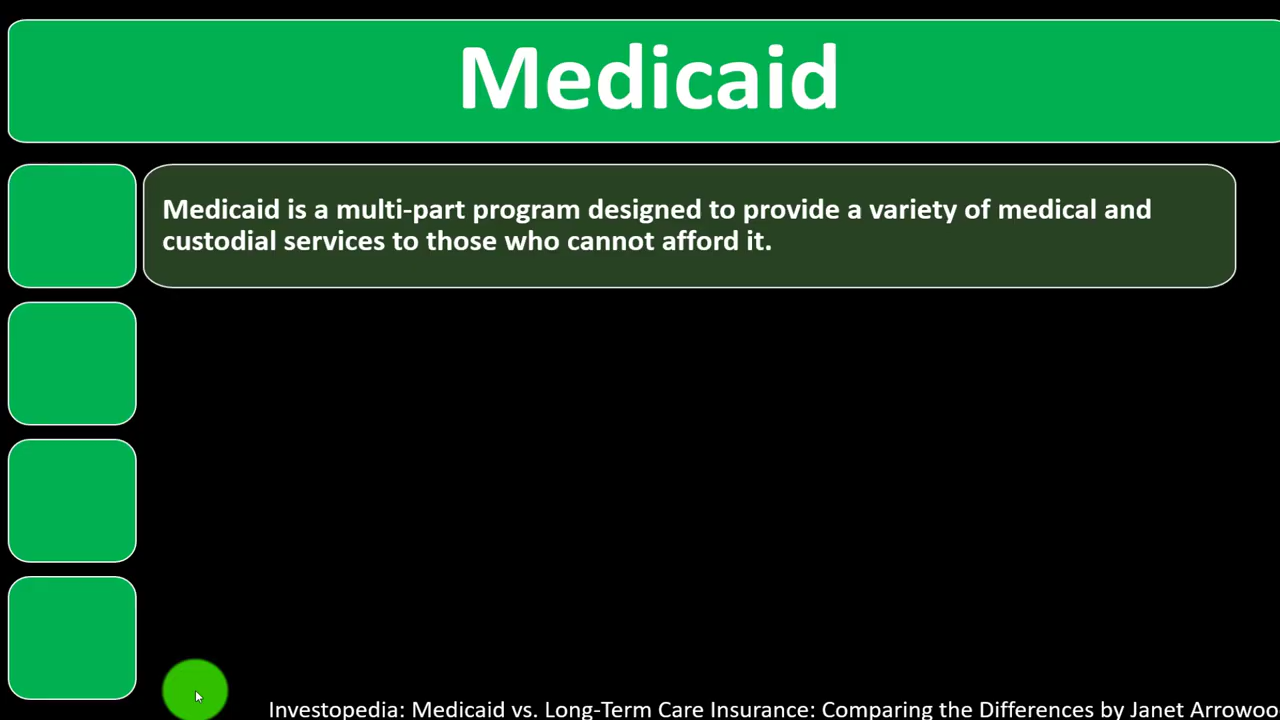 Medicaid
Medicaid is a multi-part program designed to provide a variety of medical and
custodial services to those who cannot afford it.
Investopedia: Medicaid vs. Long-Term Care Insurance: Comparing the Differences by Janet Arrowoo